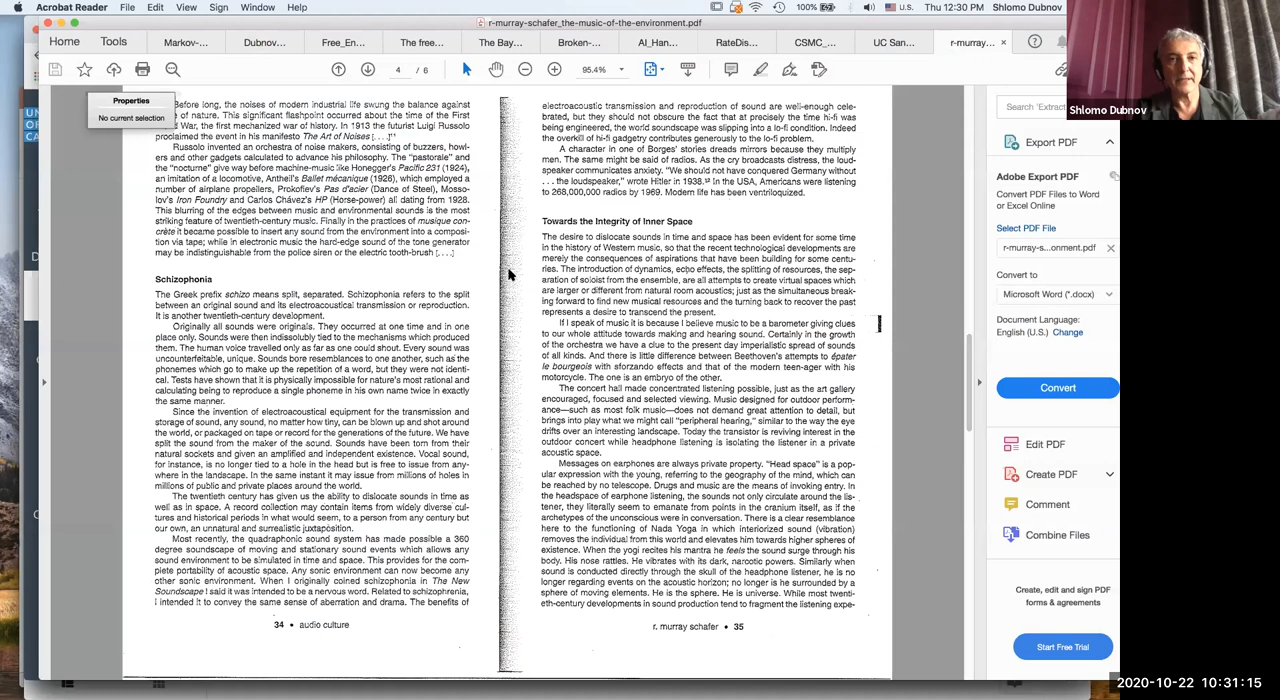 Acrobat Reader File Edit View Sign Window Help
100% U.S. Thu 12:30 PM Shlomo Dubnov
r-murray-schafer_the-music-of-the-environment.pdf
Home Tools Markov-... Dubnov... Free_En... The free... The Bay... Broken-... AI_Han... RateDis... CSMC_... UC San... r-murray... ×
4 / 6 95.4%
Shlomo Dubnov
Properties
No current selection
Before long, the noises of modern industrial life swung the balance against
of nature. This significant flashpoint occurred about the time of the First
War, the first mechanized war of history. In 1913 the futurist Luigi Russolo
proclaimed the event in his manifesto The Art of Noises [. . . .]
Russolo invented an orchestra of noise makers, consisting of buzzers, howl-
ers and other gadgets calculated to advance his philosophy. The "pastorale" and
the "nocturne" give way before machine-music like Honegger's Pacific 231 (1924),
an imitation of a locomotive, Antheil's Ballet mécanique (1926), which employed a
number of airplane propellers, Prokofiev's Pas d'acier (Dance of Steel), Mosso-
lov's Iron Foundry and Carlos Chávez's HP (Horse-power) all dating from 1928.
This blurring of the edges between music and environmental sounds is the most
striking feature of twentieth-century music. Finally in the practices of musique con-
crète it became possible to insert any sound from the environment into a composi-
tion via tape; while in electronic music the hard-edge sound of the tone generator
may be indistinguishable from the police siren or the electric tooth-brush [. . . .]
Schizophonia
The Greek prefix schizo means split, separated. Schizophonia refers to the split
between an original sound and its electroacoustical transmission or reproduction.
It is another twentieth-century development.
Originally all sounds were originals. They occurred at one time and in one
place only. Sounds were then indissolubly tied to the mechanisms which produced
them. The human voice travelled only as far as one could shout. Every sound was
uncounterfeitable, unique. Sounds bore resemblances to one another, such as the
phonemes which go to make up the repetition of a word, but they were not identi-
cal. Tests have shown that it is physically impossible for nature's most rational and
calculating being to reproduce a single phoneme in his own name twice in exactly
the same manner.
Since the invention of electroacoustical equipment for the transmission and
storage of sound, any sound, no matter how tiny, can be blown up and shot around
the world, or packaged on tape or record for the generations of the future. We have
split the sound from the maker of the sound. Sounds have been torn from their
natural sockets and given an amplified and independent existence. Vocal sound,
for instance, is no longer tied to a hole in the head but is free to issue from any-
where in the landscape. In the same instant it may issue from millions of holes in
millions of public and private places around the world.
The twentieth century has given us the ability to dislocate sounds in time as
well as in space. A record collection may contain items from widely diverse cul-
tures and historical periods in what would seem, to a person from any century but
our own, an unnatural and surrealistic juxtaposition.
Most recently, the quadraphonic sound system has made possible a 360
degree soundscape of moving and stationary sound events which allows any
sound environment to be simulated in time and space. This provides for the com-
plete portability of acoustic space. Any sonic environment can now become any
other sonic environment. When I originally coined schizophonia in The New
Soundscape I said it was intended to be a nervous word. Related to schizophrenia,
I intended it to convey the same sense of aberration and drama. The benefits of
34 • audio culture
electroacoustic transmission and reproduction of sound are well-enough cele-
brated, but they should not obscure the fact that at precisely the time hi-fi was
being engineered, the world soundscape was slipping into a lo-fi condition. Indeed
the overkill of hi-fi gadgetry contributes generously to the lo-fi problem.
A character in one of Borges' stories dreads mirrors because they multiply
men. The same might be said of radios. As the cry broadcasts distress, the loud-
speaker communicates anxiety. "We should not have conquered Germany without
. . . the loudspeaker," wrote Hitler in 1938. In the USA, Americans were listening
to 268,000,000 radios by 1969. Modern life has been ventriloquized.
Towards the Integrity of Inner Space
The desire to dislocate sounds in time and space has been evident for some time
in the history of Western music, so that the recent technological developments are
merely the consequences of aspirations that have been building for some centu-
ries. The introduction of dynamics, echo effects, the splitting of resources, the sep-
aration of soloist from the ensemble, are all attempts to create virtual spaces which
are larger or different from natural room acoustics; just as the simultaneous break-
ing forward to find new musical resources and the turning back to recover the past
represents a desire to transcend the present.
If I speak of music it is because I believe music to be a barometer giving clues
to our whole attitude towards making and hearing sound. Certainly in the growth
of the orchestra we have a clue to the present day imperialistic spread of sounds
of all kinds. And there is little difference between Beethoven's attempts to épater
le bourgeois with sforzando effects and that of the modern teen-ager with his
motorcycle. The one is an embryo of the other.
The concert hall made concentrated listening possible, just as the art gallery
encouraged, focused and selected viewing. Music designed for outdoor perform-
ance—such as most folk music—does not demand great attention to detail, but
brings into play what we might call "peripheral hearing," similar to the way the eye
drifts over an interesting landscape. Today the transistor is reviving interest in the
outdoor concert while headphone listening is isolating the listener in a private
acoustic space.
Messages on earphones are always private property. "Head space" is a pop-
ular expression with the young, referring to the geography of the mind, which can
be reached by no telescope. Drugs and music are the means of invoking entry. In
the headspace of earphone listening, the sounds not only circulate around the lis-
tener, they literally seem to emanate from points in the cranium itself, as if the
archetypes of the unconscious were in conversation. There is a clear resemblance
here to the functioning of Nada Yoga in which interiorized sound (vibration)
removes the individual from this world and elevates him towards higher spheres of
existence. When the yogi recites his mantra he feels the sound surge through his
body. His nose rattles. He vibrates with its dark, narcotic powers. Similarly when
sound is conducted directly through the skull of the headphone listener, he is no
longer regarding events on the acoustic horizon; no longer is he surrounded by a
sphere of moving elements. He is the sphere. He is universe. While most twenti-
eth-century developments in sound production tend to fragment the listening expe-
r. murray schafer • 35
Search 'Extract
Export PDF
Adobe Export PDF
Convert PDF Files to Word
or Excel Online
Select PDF File
r-murray-s...onment.pdf
Convert to
Microsoft Word (*.docx)
Document Language:
English (U.S.) Change
Convert
Edit PDF
Create PDF
Comment
Combine Files
Create, edit and sign PDF
forms & agreements
Start Free Trial
2020-10-22 10:31:15